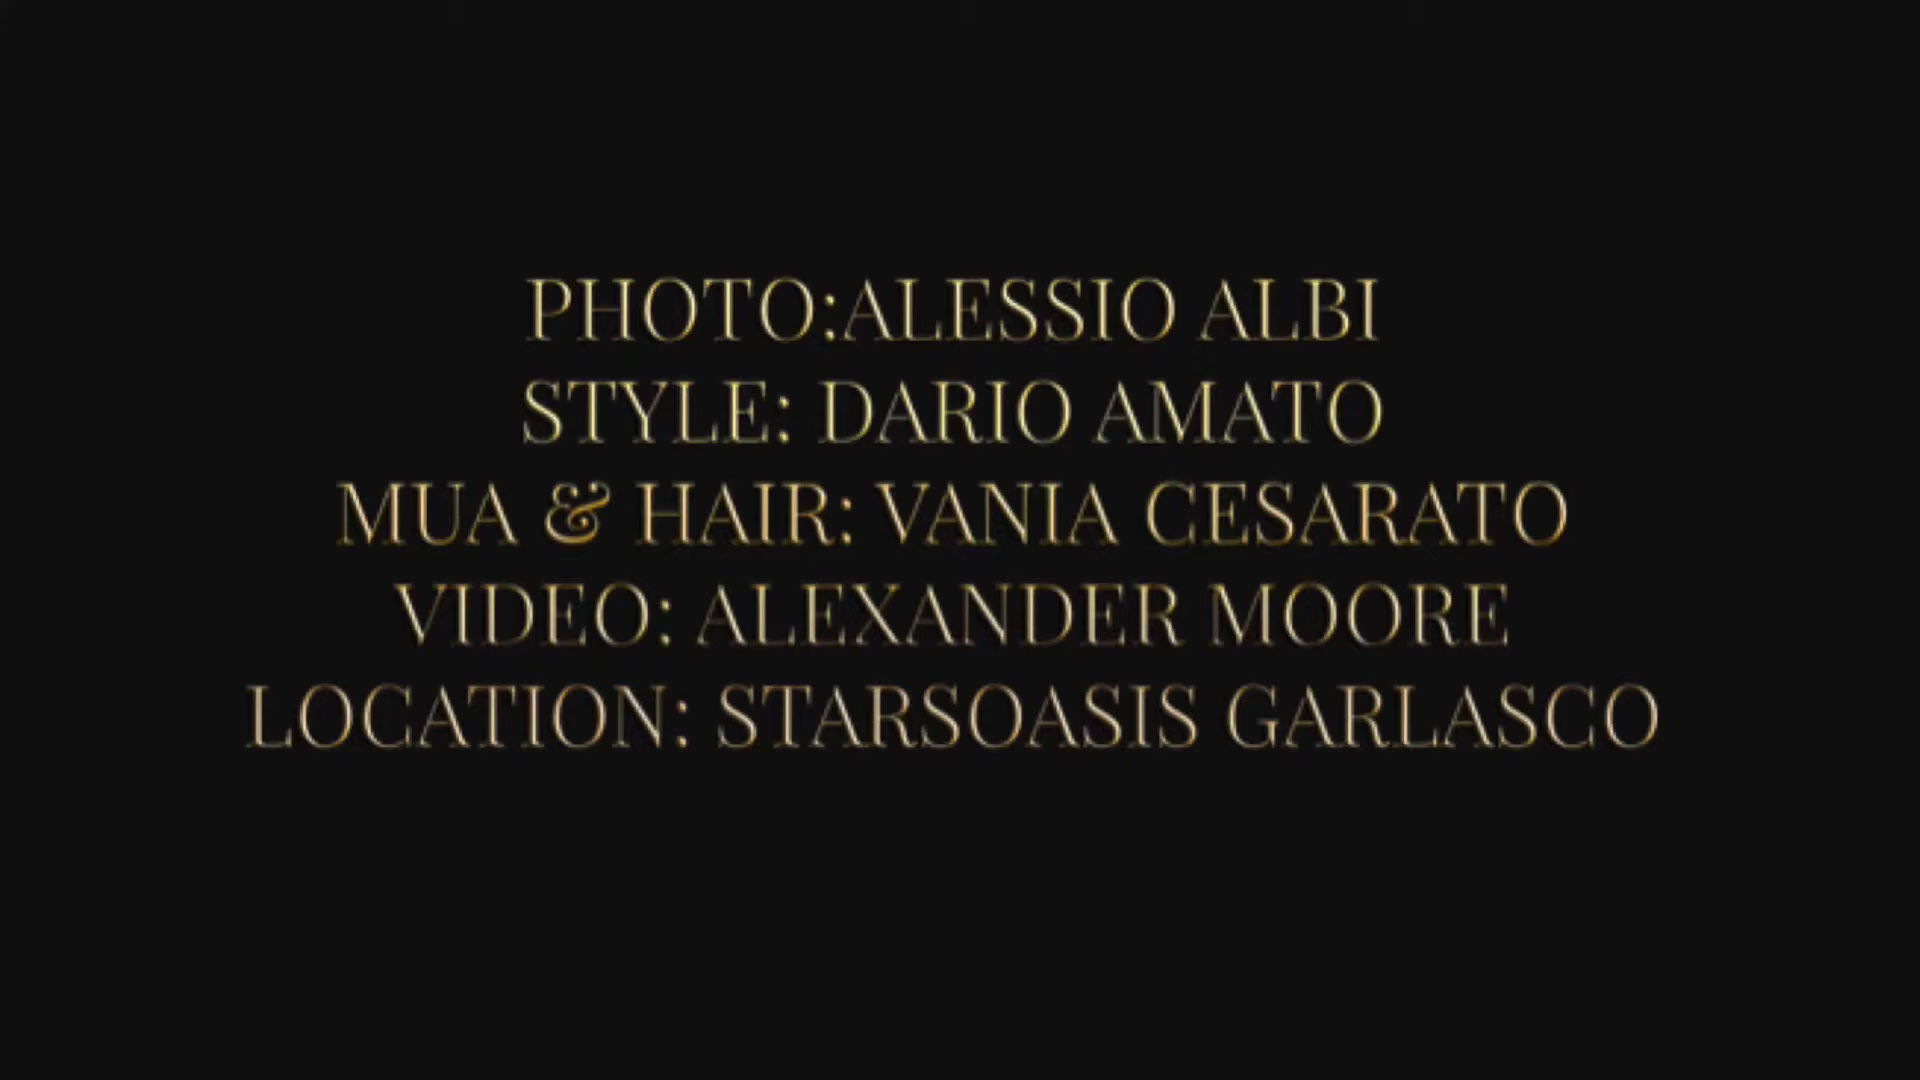 PHOTO:ALESSIO ALBI
STYLE: DARIO AMATO
MUA & HAIR: VANIA CESARATO
VIDEO: ALEXANDER MOORE
LOCATION: STARSOASIS GARLASCO